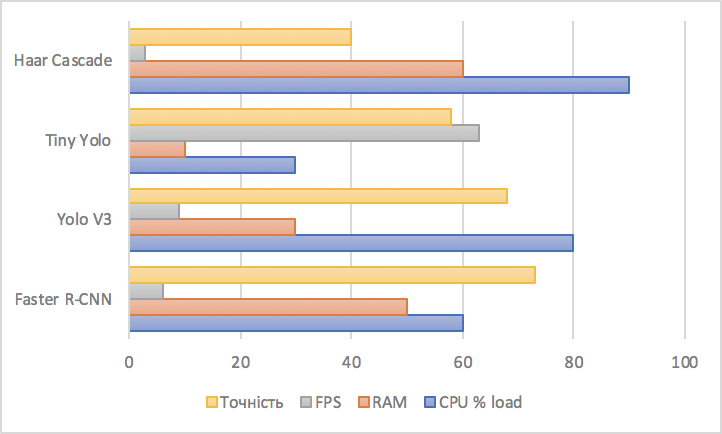 Haar Cascade
Tiny Yolo
Yolo V3
Faster R-CNN
0 20 40 60 80 100
Точність FPS RAM CPU % load